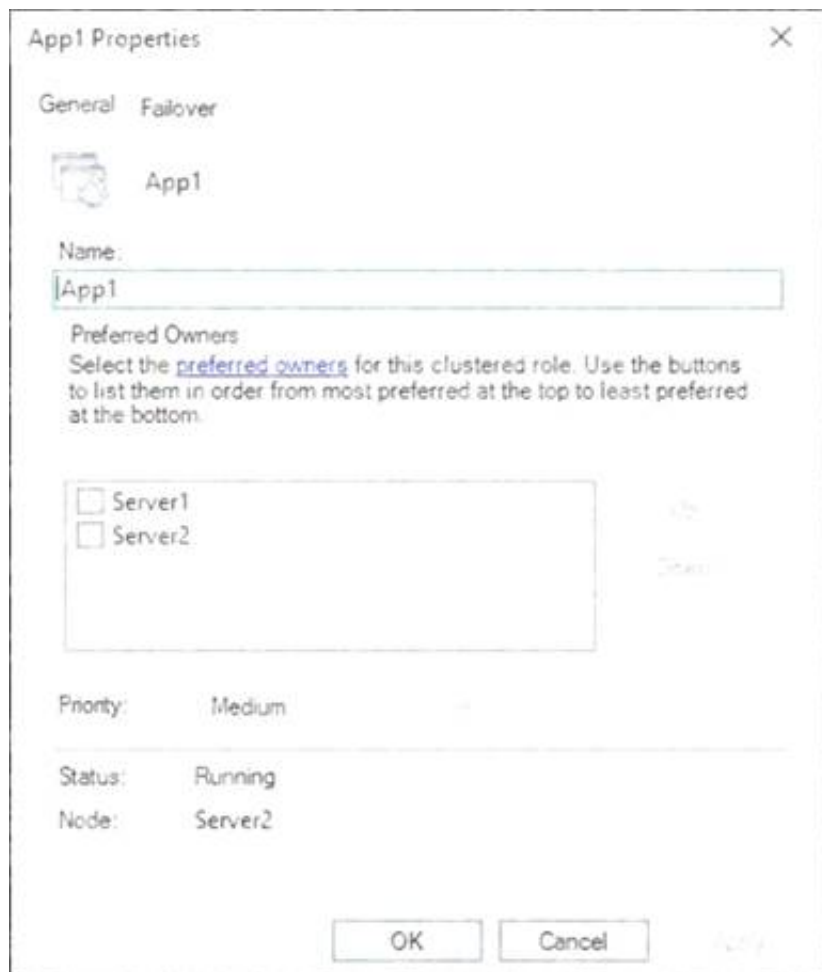 App1 Properties
General Failover
App1
Name:
App1
Preferred Owners
Select the preferred owners for this clustered role. Use the buttons
to list them in order from most preferred at the top to least preferred
at the bottom.
Server1
Server2
Priority: Medium
Status: Running
Node: Server2
OK Cancel